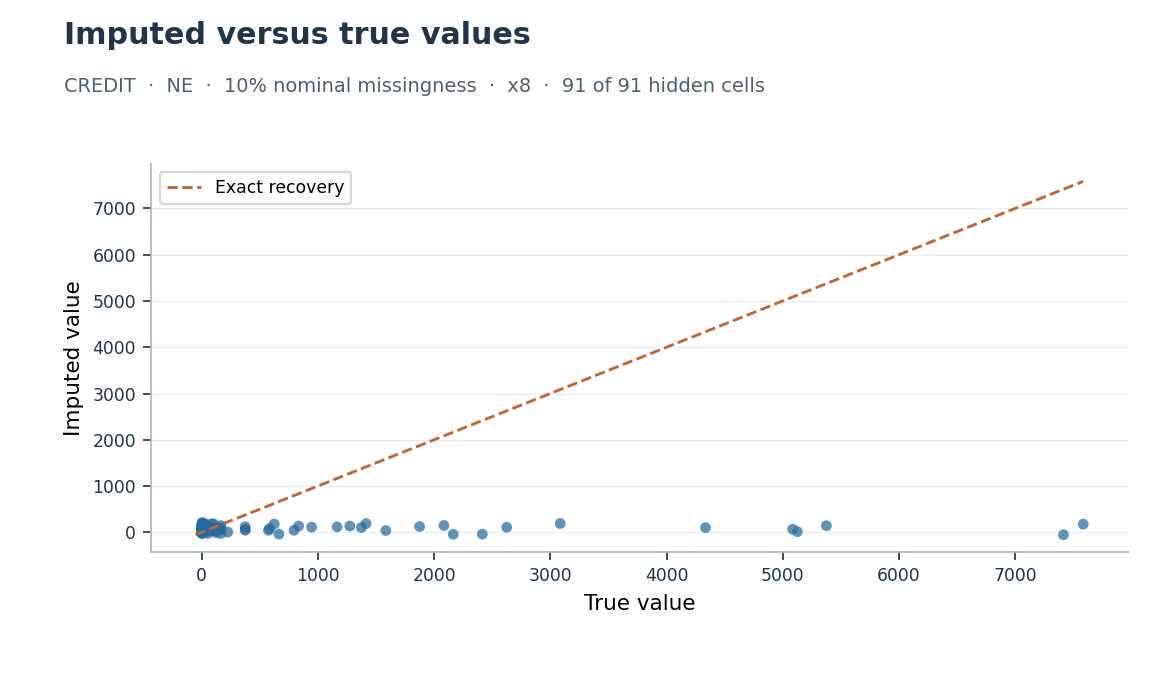 Imputed versus true values
CREDIT · NE · 10% nominal missingness · x8 · 91 of 91 hidden cells
Exact recovery
7000
6000
5000
4000
3000
2000
1000
0
Imputed value
0 1000 2000 3000 4000 5000 6000 7000
True value